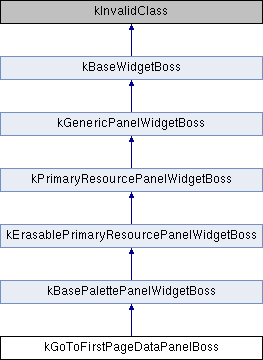 kInvalidClass
kBaseWidgetBoss
kGenericPanelWidgetBoss
kPrimaryResourcePanelWidgetBoss
kErasablePrimaryResourcePanelWidgetBoss
kBasePalettePanelWidgetBoss
kGoToFirstPageDataPanelBoss